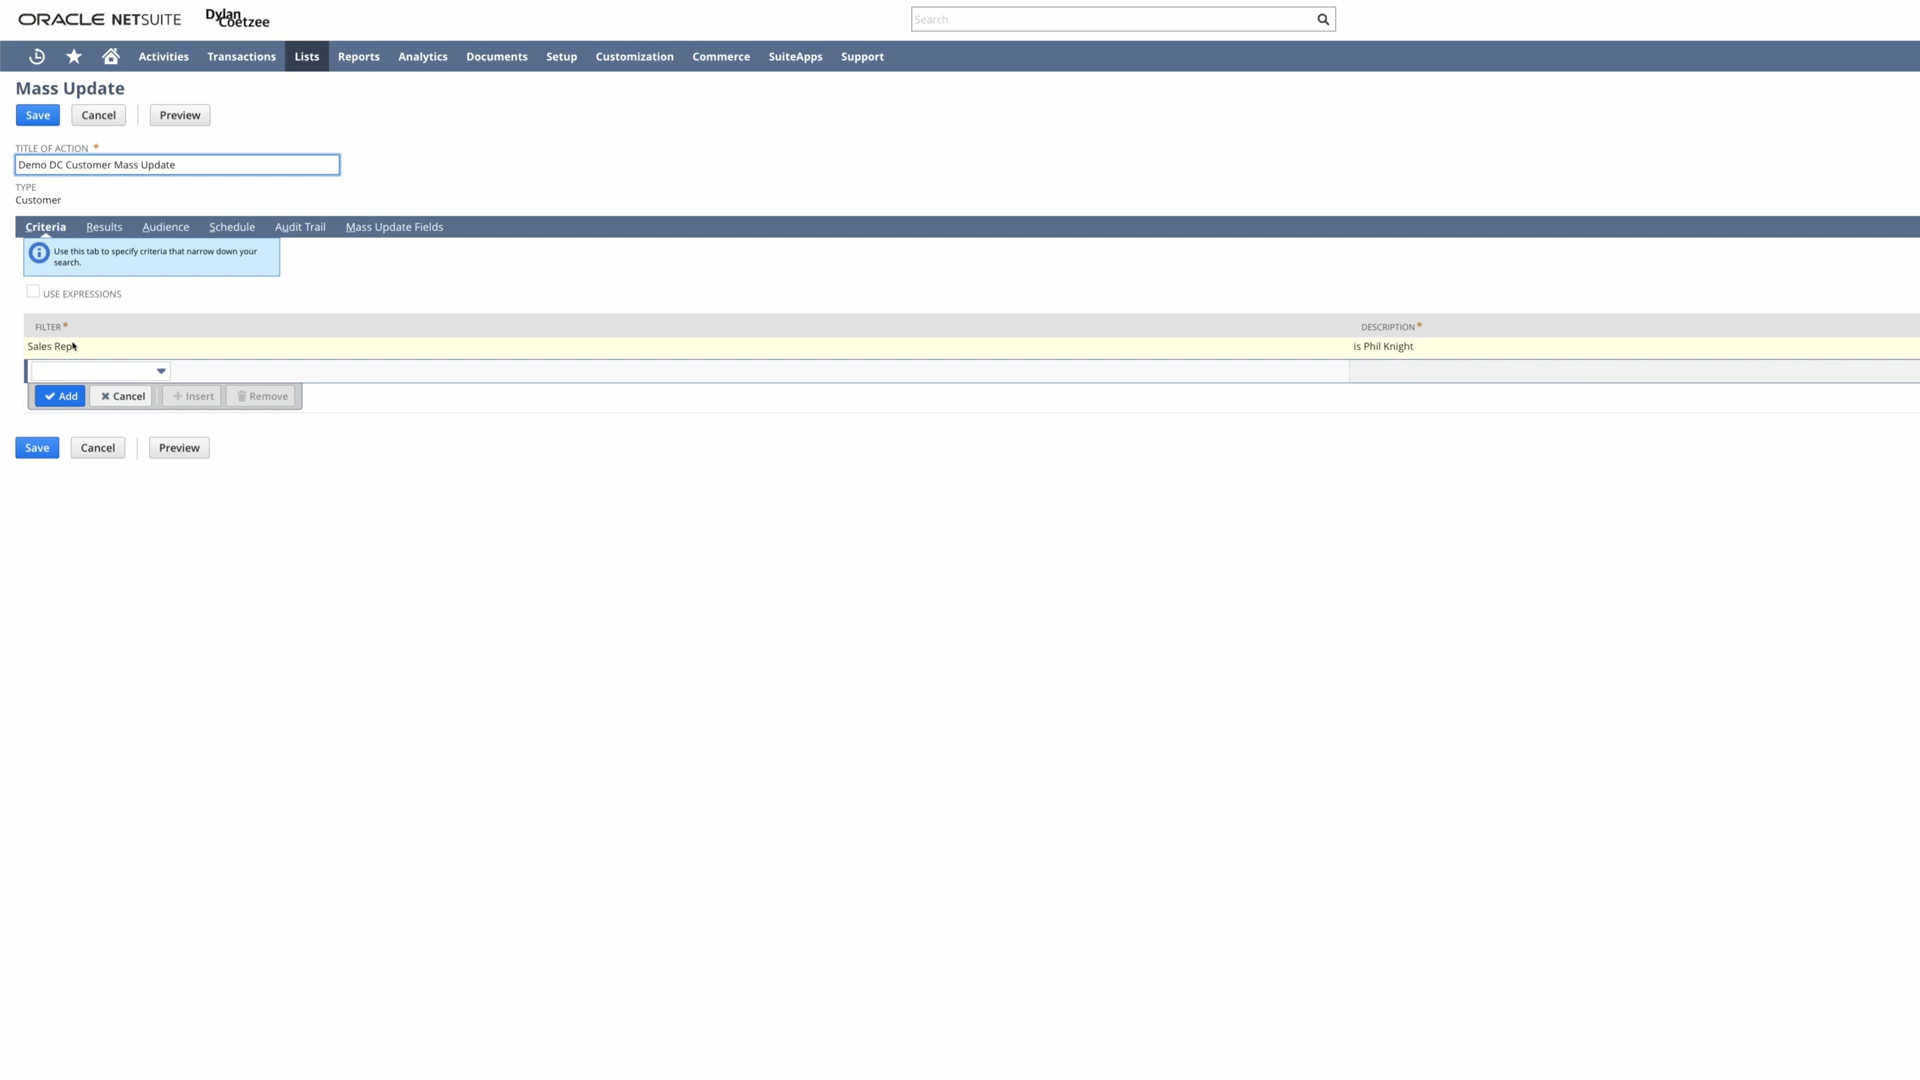 ORACLE NETSUITE
Dylan
Coetzee
Search
Activities Transactions Lists Reports Analytics Documents Setup Customization Commerce SuiteApps Support
Mass Update
Save Cancel Preview
TITLE OF ACTION *
Demo DC Customer Mass Update
TYPE
Customer
Criteria Results Audience Schedule Audit Trail Mass Update Fields
Use this tab to specify criteria that narrow down your
search.
USE EXPRESSIONS
FILTER * DESCRIPTION *
Sales Rep is Phil Knight
Add Cancel Insert Remove
Save Cancel Preview